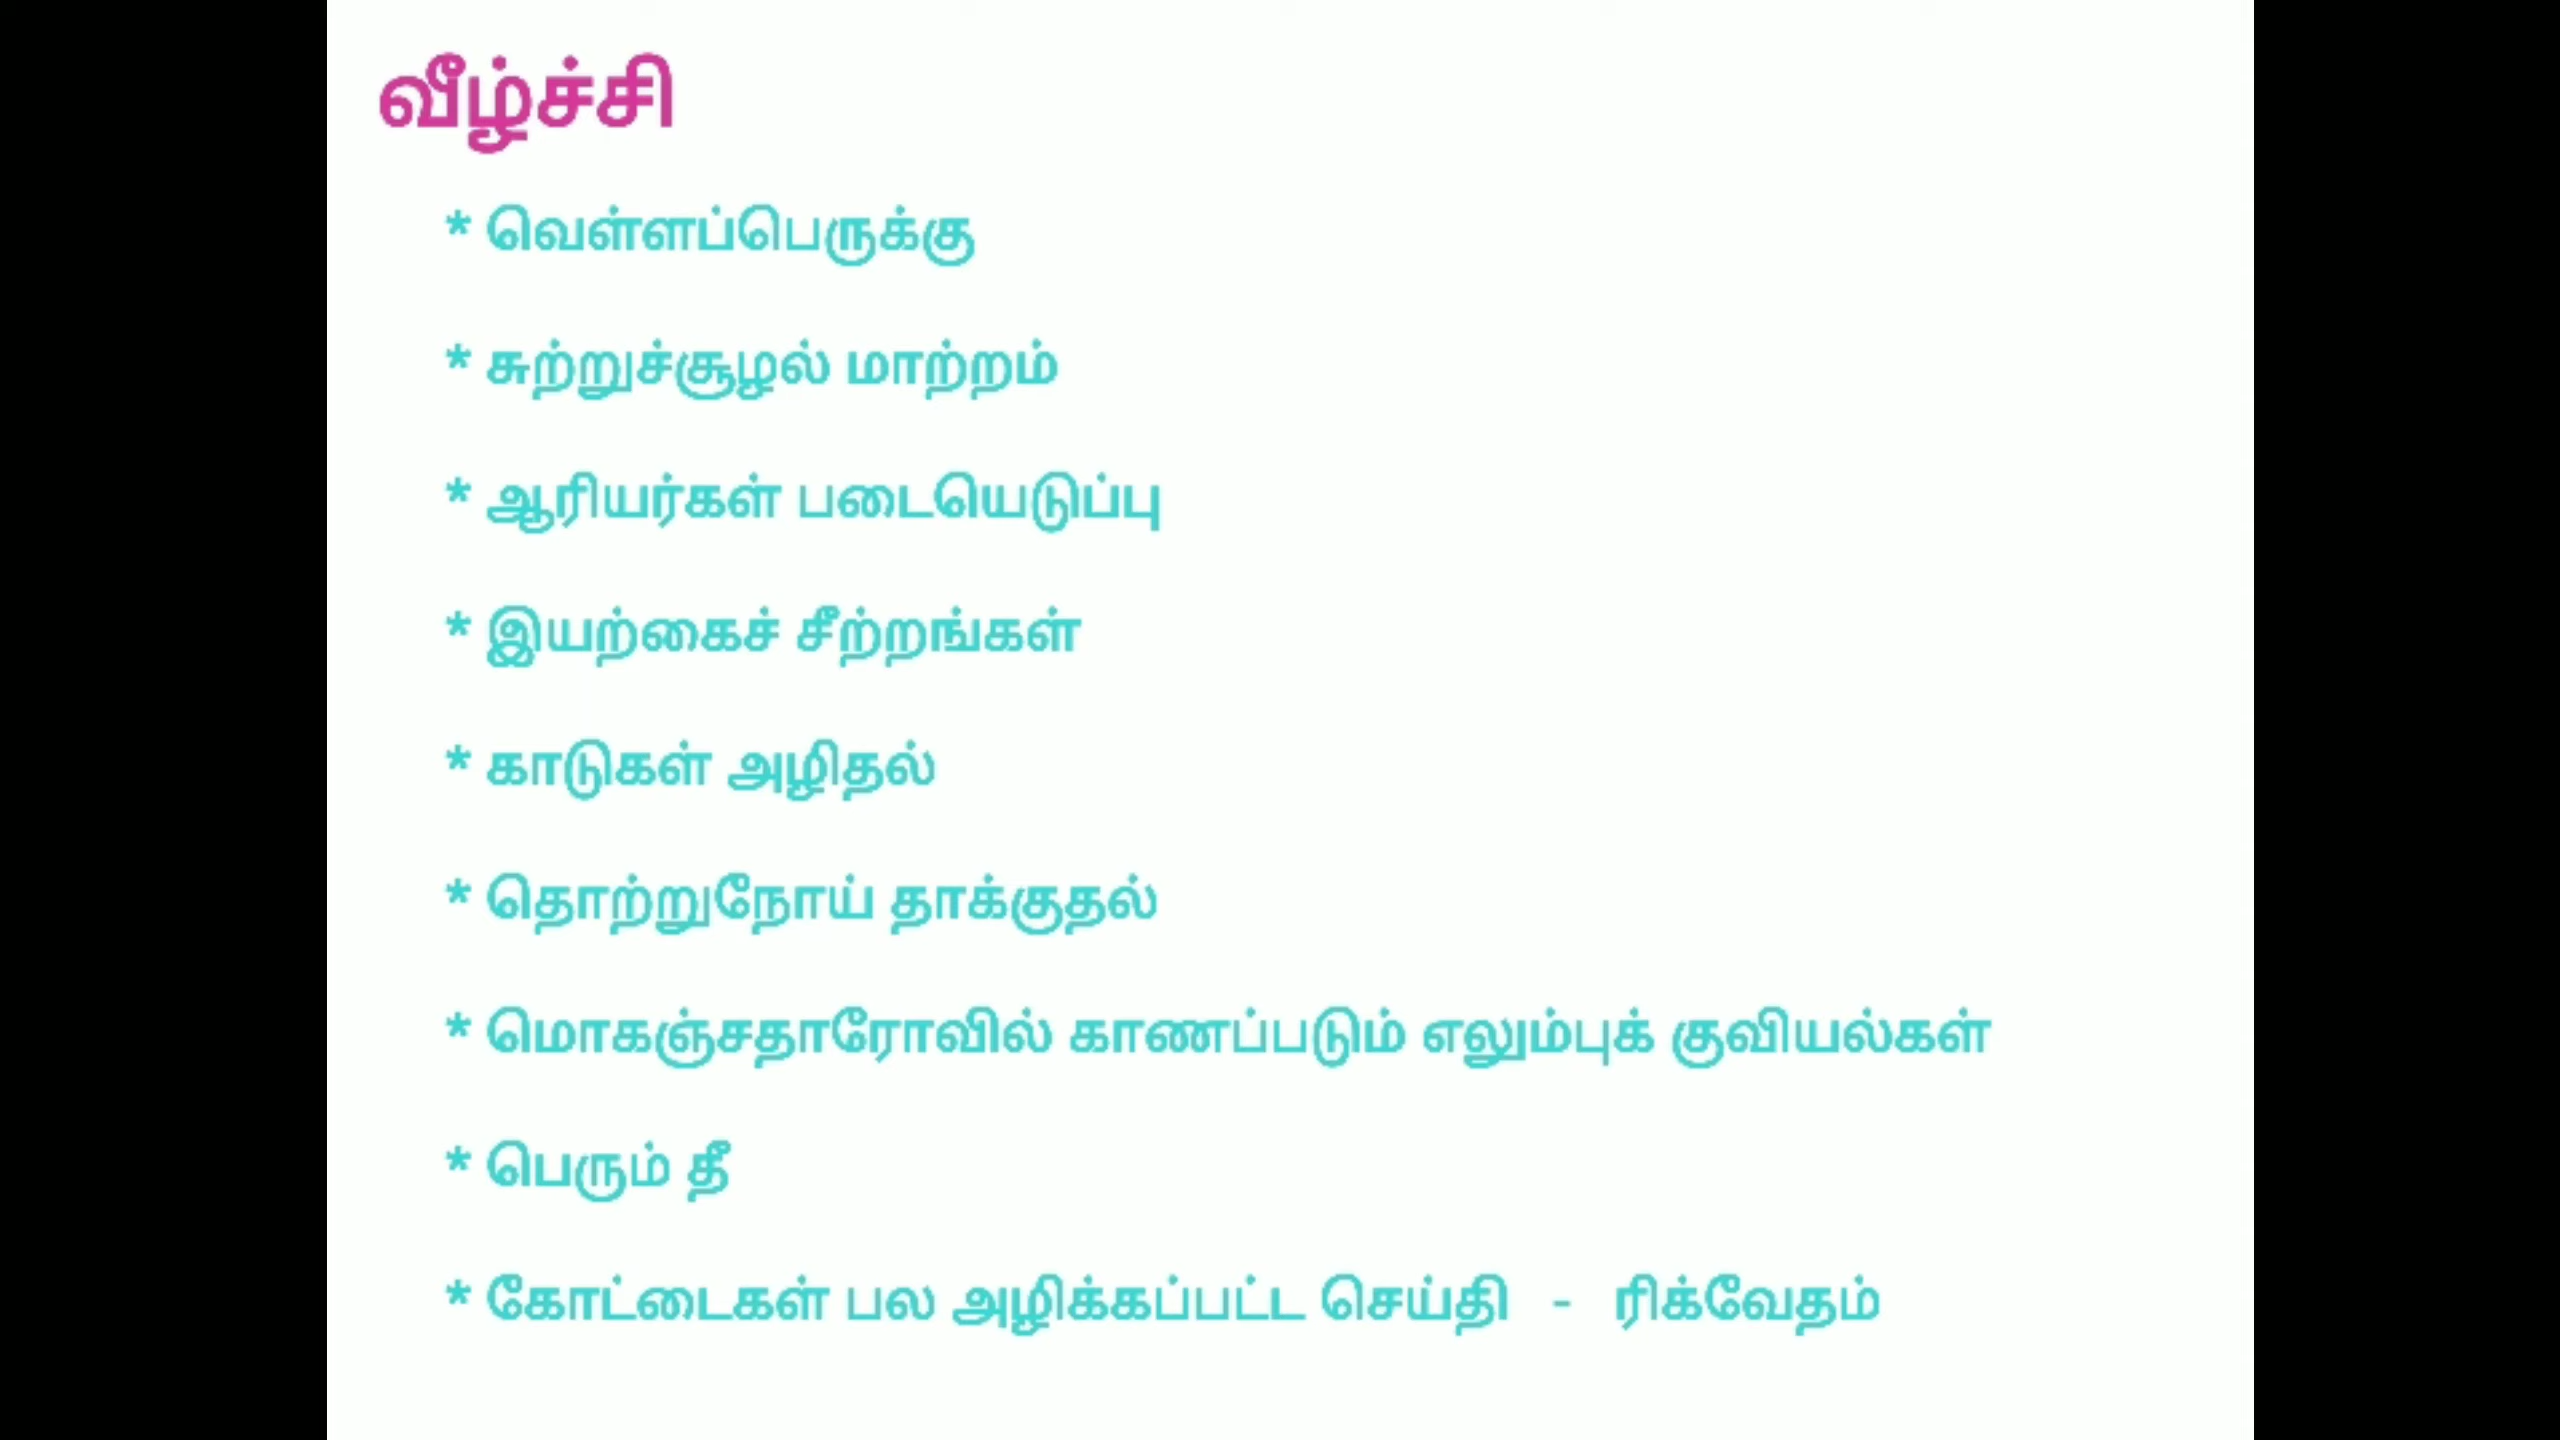 வீழ்ச்சி
* வெள்ளப்பெருக்கு
* சுற்றுச்சூழல் மாற்றம்
* ஆரியர்கள் படையெடுப்பு
* இயற்கைச் சீற்றங்கள்
* காடுகள் அழிதல்
* தொற்றுநோய் தாக்குதல்
* மொகஞ்சதாரோவில் காணப்படும் எலும்புக் குவியல்கள்
* பெரும் தீ
* கோட்டைகள் பல அழிக்கப்பட்ட செய்தி - ரிக்வேதம்